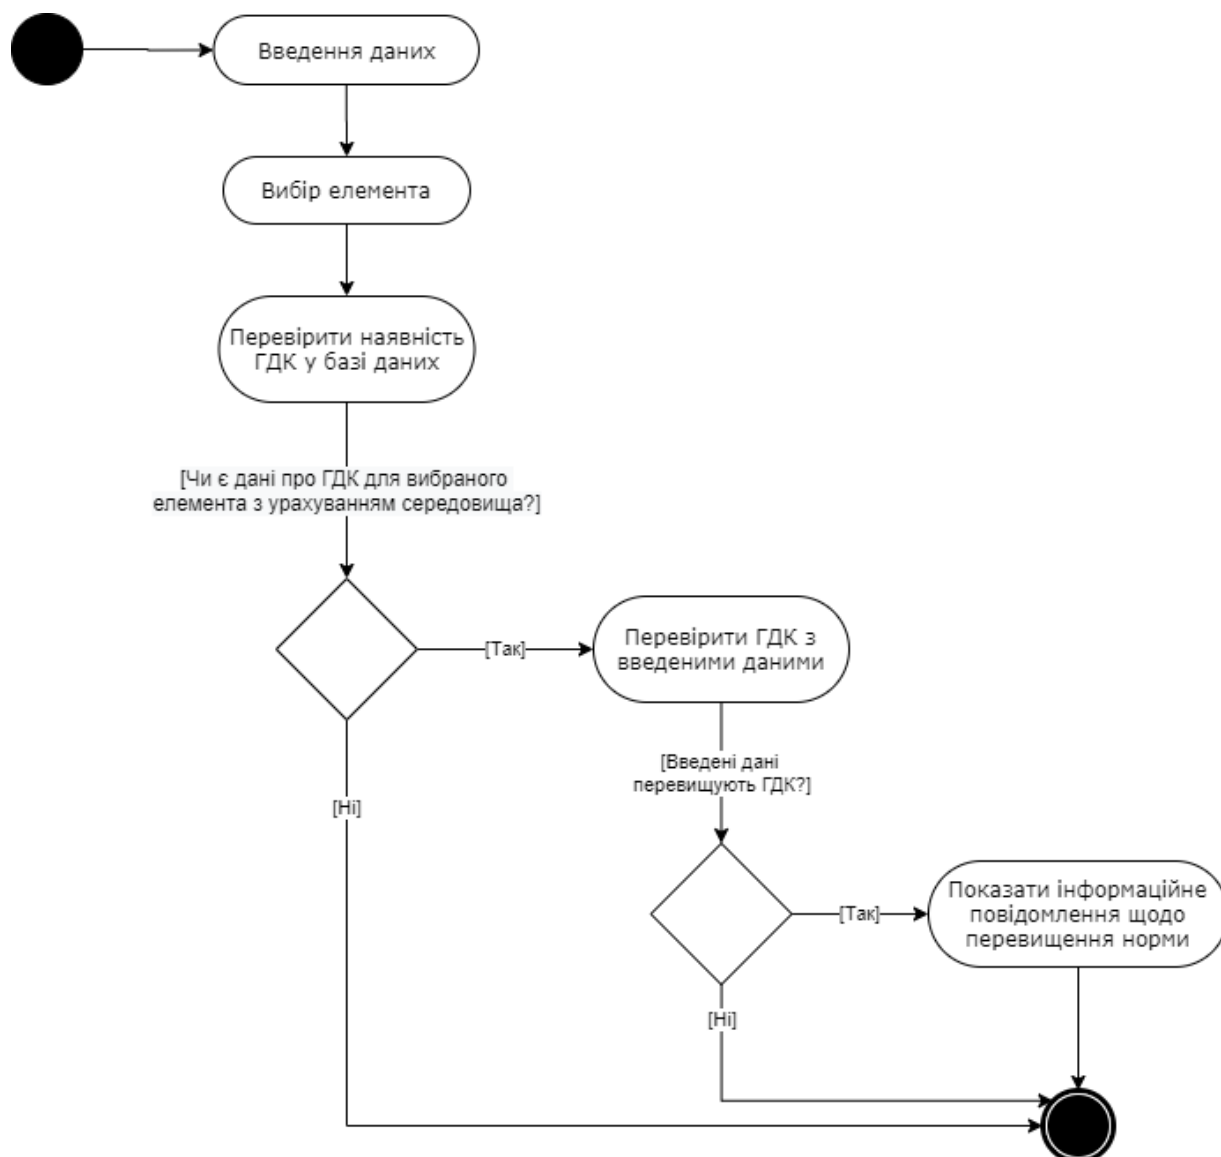 Введення даних
Вибір елемента
Перевірити наявність
ГДК у базі даних
[Чи є дані про ГДК для вибраного
елемента з урахуванням середовища?]
[Так]
Перевірити ГДК з
введеними даними
[Введені дані
перевищують ГДК?]
[Ні]
[Так]
Показати інформаційне
повідомлення щодо
перевищення норми
[Ні]